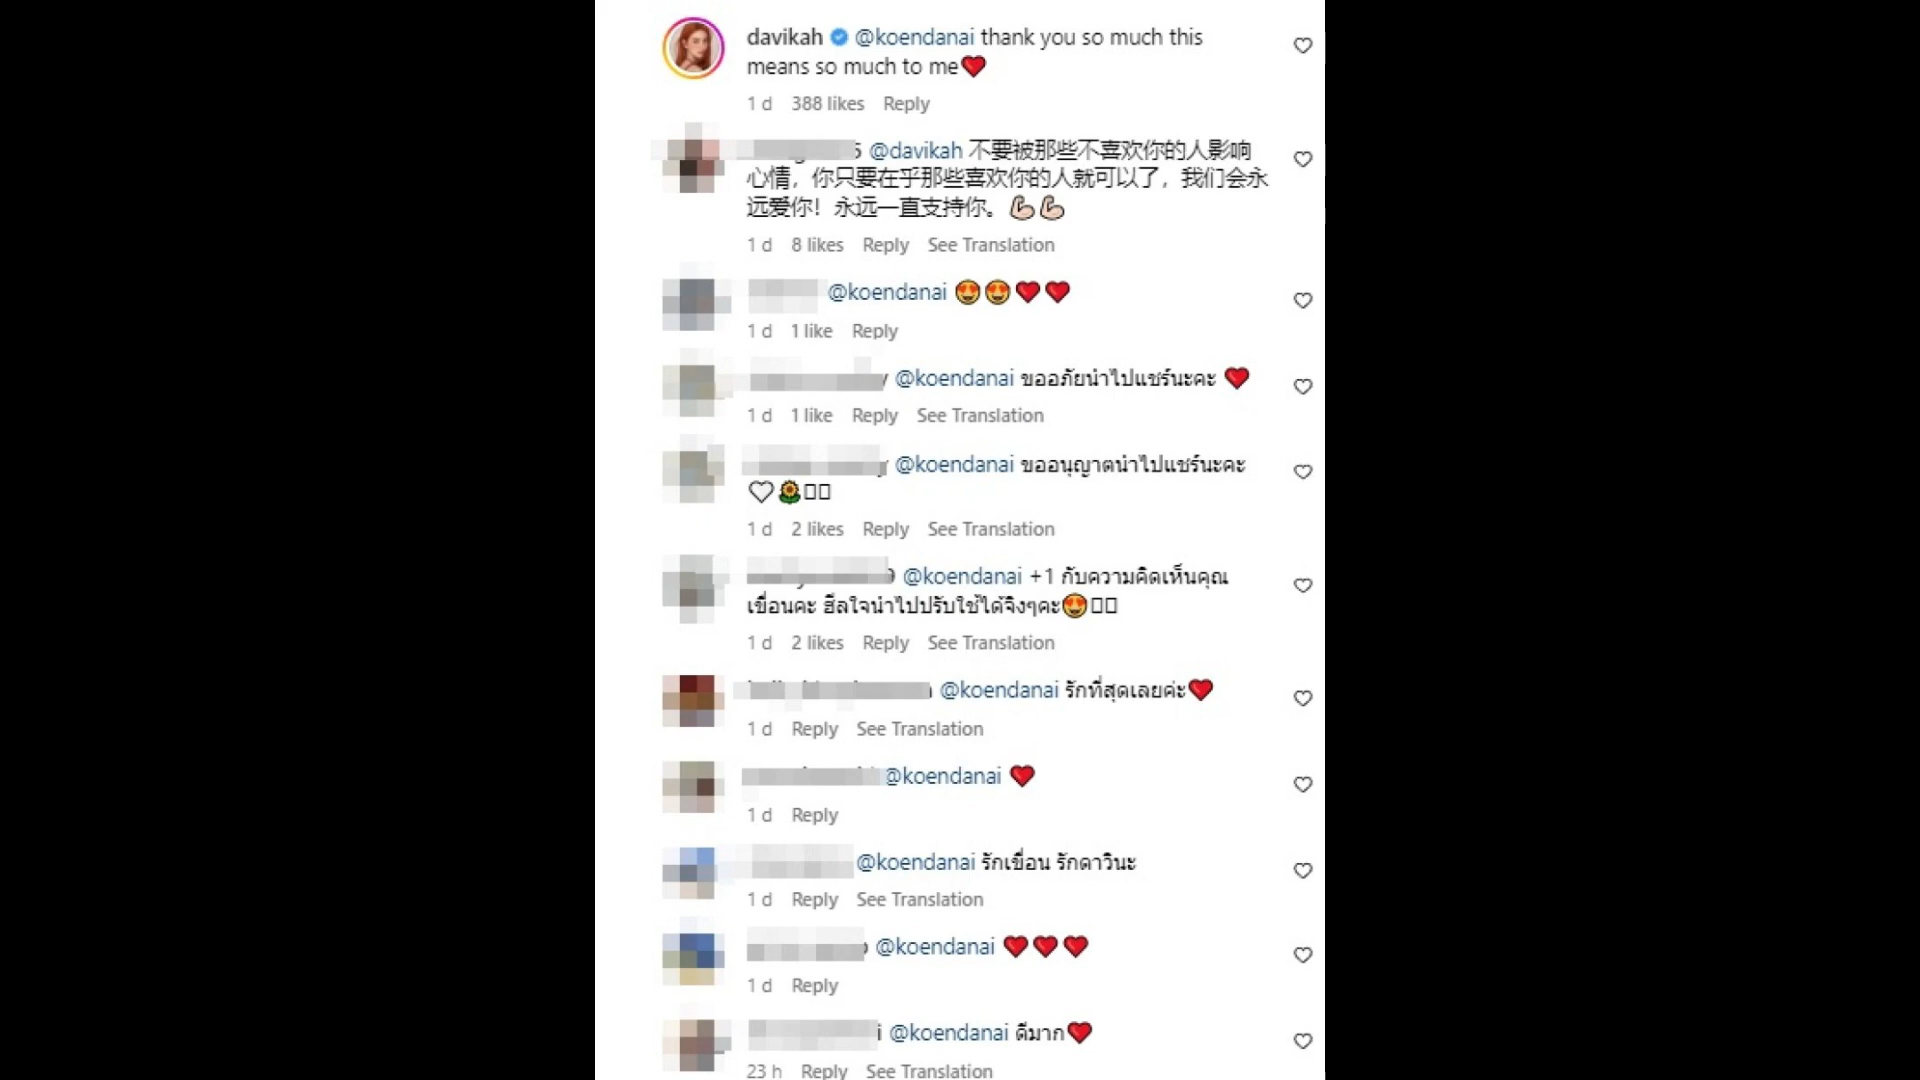 davikah @koendanai thank you so much this
means so much to me❤️
1 d 388 likes Reply
@davikah 不要被那些不喜欢你的人影响
心情，你只要在乎那些喜欢你的人就可以了，我们会永
远爱你！永远一直支持你。💪🏻💪🏻
1 d 8 likes Reply See Translation
@koendanai 😍😍❤️❤️
1 d 1 like Reply
@koendanai ขออภัยนำไปแชร์นะคะ ❤️
1 d 1 like Reply See Translation
@koendanai ขออนุญาตนำไปแชร์นะคะ
🤍🌻
1 d 2 likes Reply See Translation
@koendanai +1 กับความคิดเห็นคุณ
เขื่อนคะ ฮีลใจนำไปปรับใช้ได้จิงๆคะ😍
1 d 2 likes Reply See Translation
@koendanai รักที่สุดเลยค่ะ❤️
1 d Reply See Translation
@koendanai ❤️
1 d Reply
@koendanai รักเขื่อน รักดาวินะ
1 d Reply See Translation
@koendanai ❤️❤️❤️
1 d Reply
@koendanai ดีมาก❤️
23 h Reply See Translation